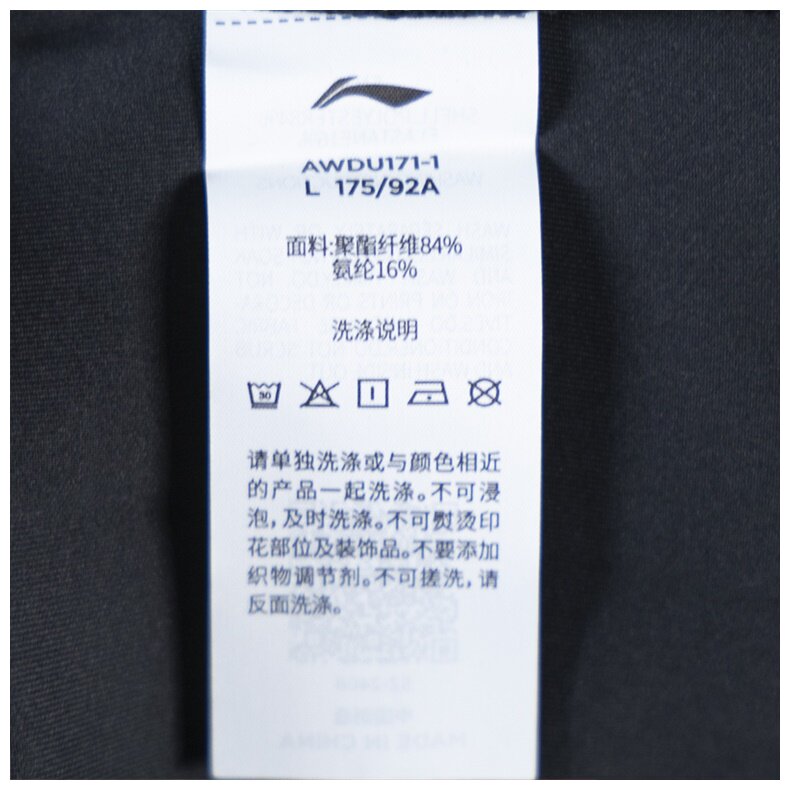 AWDU171-1
L 175/92A
面料:聚酯纤维84%
氨纶16%
洗涤说明
30
请单独洗涤或与颜色相近
的产品一起洗涤。不可浸
泡,及时洗涤。不可熨烫印
花部位及装饰品。不要添加
织物调节剂。不可搓洗,请
反面洗涤。